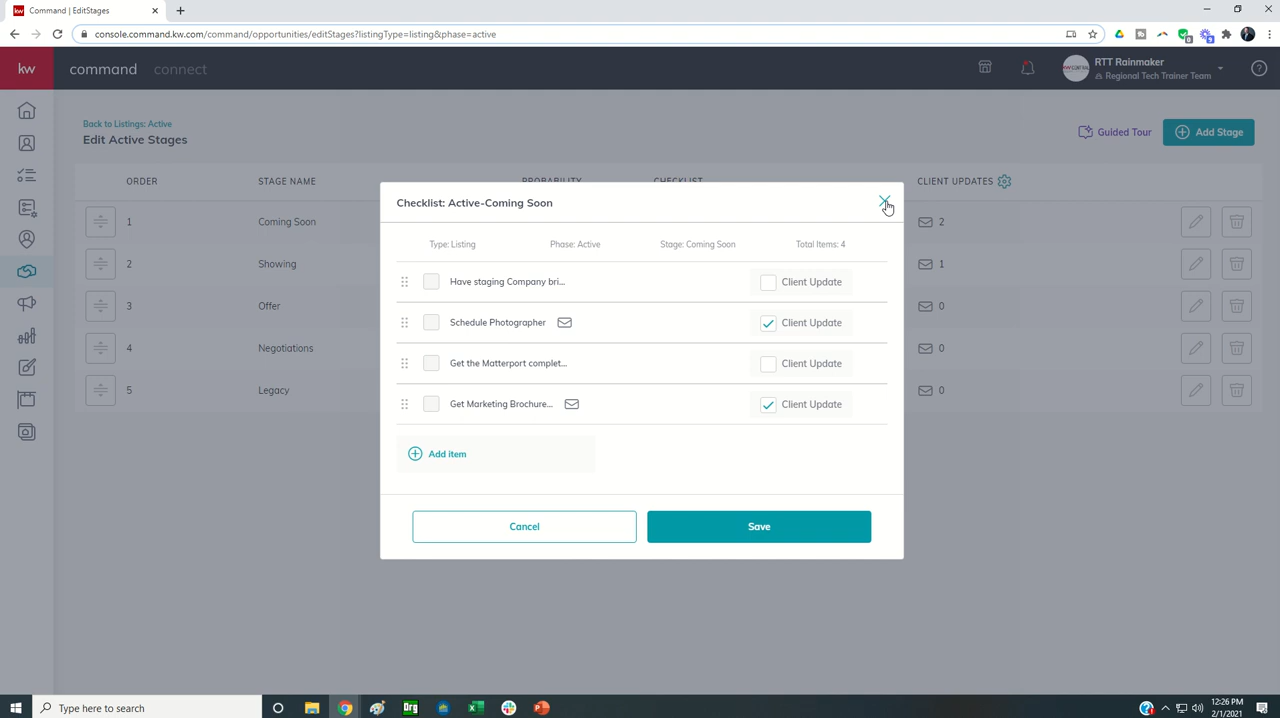 Command | EditStages
console.command.kw.com/command/opportunities/editStages?listingType=listing&phase=active
kw
command
connect
RTT Rainmaker
Regional Tech Trainer Team
Back to Listings: Active
Edit Active Stages
Guided Tour
Add Stage
ORDER
STAGE NAME
PROBABILITY
CHECKLIST
CLIENT UPDATES
1
Coming Soon
2
2
Showing
1
3
Offer
0
4
Negotiations
0
5
Legacy
0
Checklist: Active-Coming Soon
Type: Listing
Phase: Active
Stage: Coming Soon
Total Items: 4
Have staging Company bri...
Client Update
Schedule Photographer
Client Update
Get the Matterport complet...
Client Update
Get Marketing Brochure...
Client Update
Add item
Cancel
Save
Type here to search
Org
12:26 PM
2/1/2021